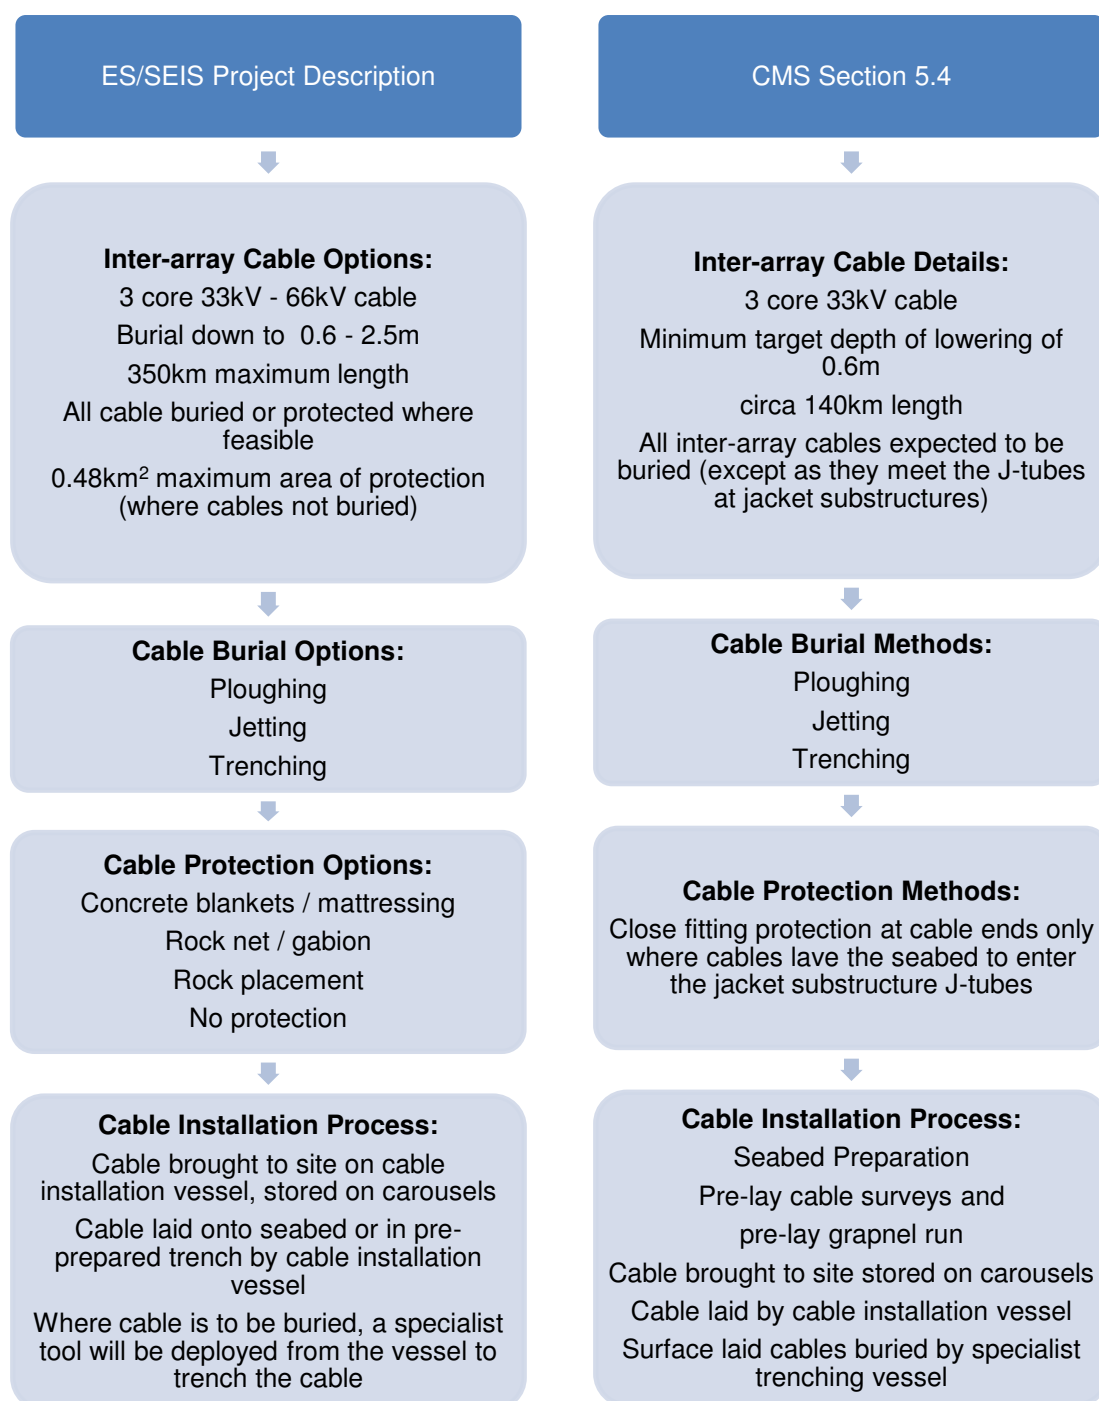 ES/SEIS Project Description
Inter-array Cable Options:
3 core 33kV - 66kV cable
Burial down to 0.6 - 2.5m
350km maximum length
All cable buried or protected where
feasible
0.48km² maximum area of protection
(where cables not buried)
Cable Burial Options:
Ploughing
Jetting
Trenching
Cable Protection Options:
Concrete blankets / mattressing
Rock net / gabion
Rock placement
No protection
Cable Installation Process:
Cable brought to site on cable
installation vessel, stored on carousels
Cable laid onto seabed or in pre-
prepared trench by cable installation
vessel
Where cable is to be buried, a specialist
tool will be deployed from the vessel to
trench the cable
CMS Section 5.4
Inter-array Cable Details:
3 core 33kV cable
Minimum target depth of lowering of
0.6m
circa 140km length
All inter-array cables expected to be
buried (except as they meet the J-tubes
at jacket substructures)
Cable Burial Methods:
Ploughing
Jetting
Trenching
Cable Protection Methods:
Close fitting protection at cable ends only
where cables lave the seabed to enter
the jacket substructure J-tubes
Cable Installation Process:
Seabed Preparation
Pre-lay cable surveys and
pre-lay grapnel run
Cable brought to site stored on carousels
Cable laid by cable installation vessel
Surface laid cables buried by specialist
trenching vessel